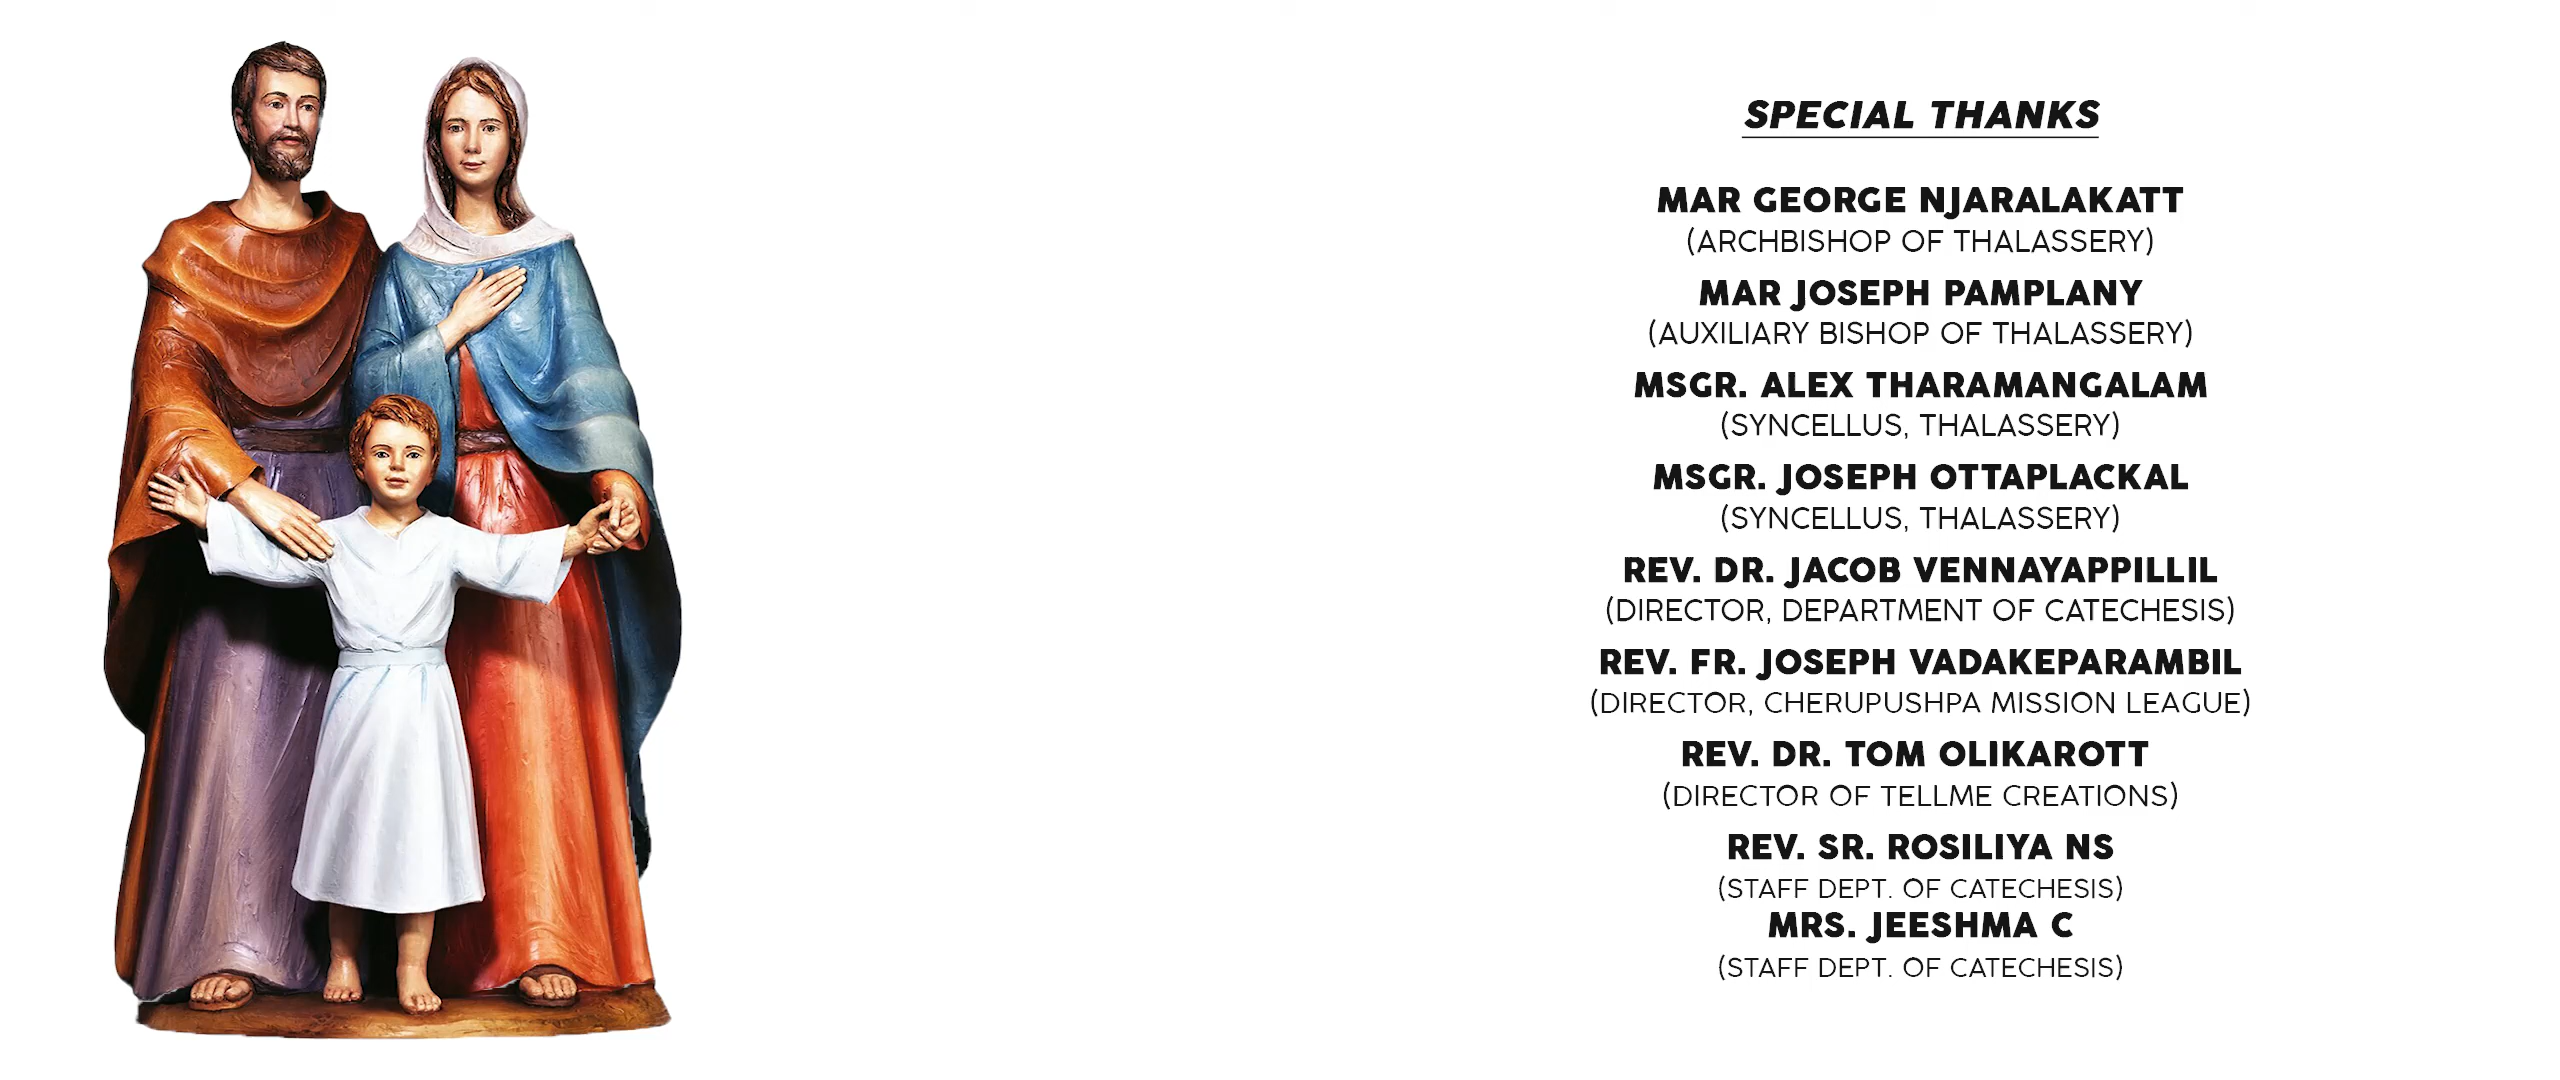 SPECIAL THANKS
MAR GEORGE NJARALAKATT
(ARCHBISHOP OF THALASSERY)
MAR JOSEPH PAMPLANY
(AUXILIARY BISHOP OF THALASSERY)
MSGR. ALEX THARAMANGALAM
(SYNCELLUS, THALASSERY)
MSGR. JOSEPH OTTAPLACKAL
(SYNCELLUS, THALASSERY)
REV. DR. JACOB VENNAYAPPILLIL
(DIRECTOR, DEPARTMENT OF CATECHESIS)
REV. FR. JOSEPH VADAKEPARAMBIL
(DIRECTOR, CHERUPUSHPA MISSION LEAGUE)
REV. DR. TOM OLIKAROTT
(DIRECTOR OF TELLME CREATIONS)
REV. SR. ROSILIYA NS
(STAFF DEPT. OF CATECHESIS)
MRS. JEESHMA C
(STAFF DEPT. OF CATECHESIS)